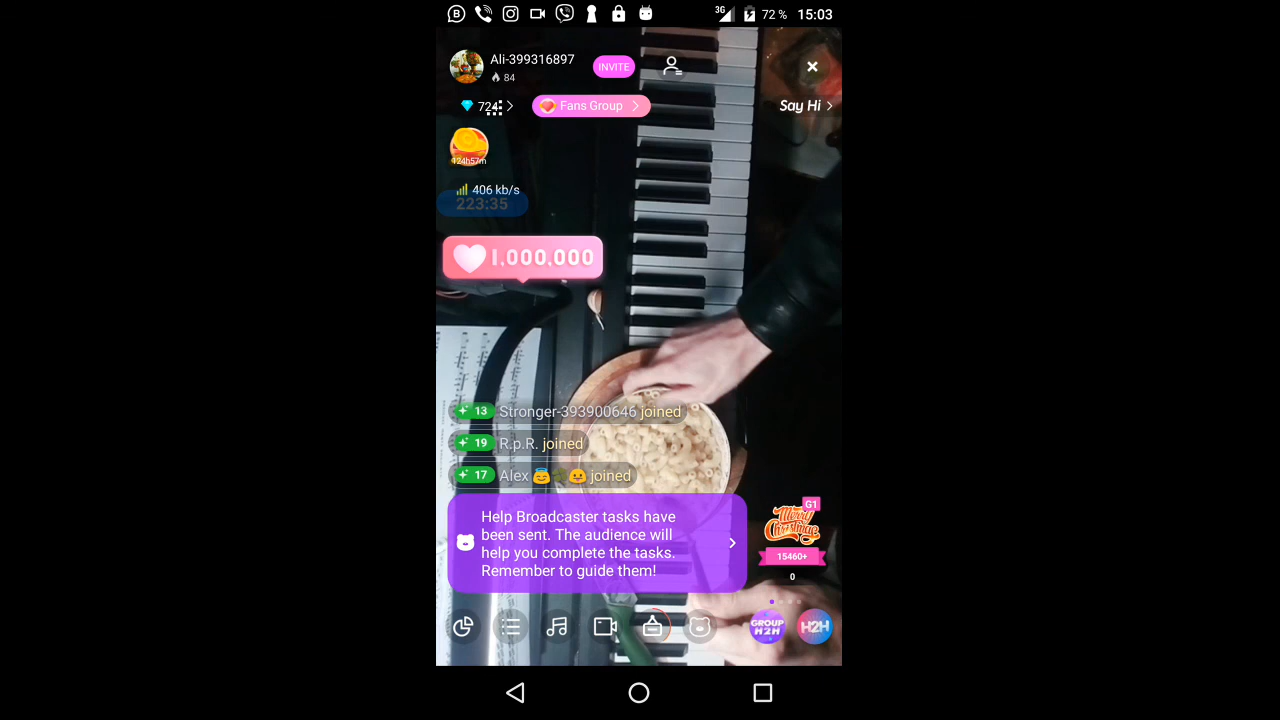 3G 72 % 15:03
Ali-399316897
84
INVITE
Fans Group
Say Hi
24h57m
406 kb/s
223:35
1,000,000
13 Stronger-393900646 joined
19 R.p.R. joined
17 Alex 😇🌳😛 joined
Help Broadcaster tasks have
been sent. The audience will
help you complete the tasks.
Remember to guide them!
G1
Merry
Christmas
15460+
0
GROUP
H2H
H2H